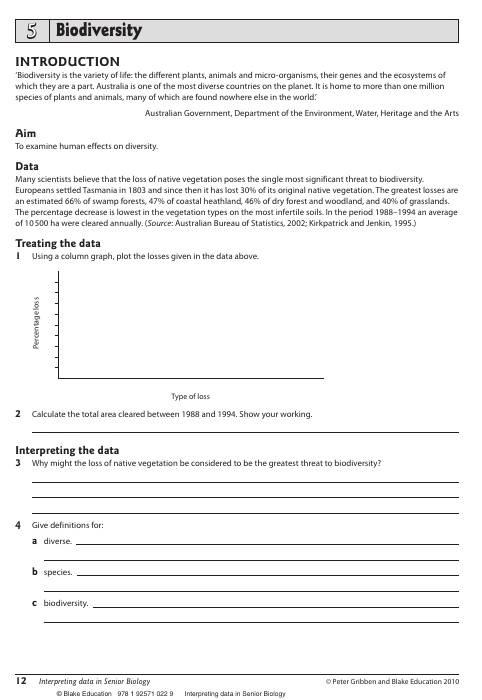 5 Biodiversity
INTRODUCTION
‘Biodiversity is the variety of life: the different plants, animals and micro-organisms, their genes and the ecosystems of
which they are a part. Australia is one of the most diverse countries on the planet. It is home to more than one million
species of plants and animals, many of which are found nowhere else in the world.’
Australian Government, Department of the Environment, Water, Heritage and the Arts
Aim
To examine human effects on diversity.
Data
Many scientists believe that the loss of native vegetation poses the single most significant threat to biodiversity.
Europeans settled Tasmania in 1803 and since then it has lost 30% of its original native vegetation. The greatest losses are
an estimated 66% of swamp forests, 47% of coastal heathland, 46% of dry forest and woodland, and 40% of grasslands.
The percentage decrease is lowest in the vegetation types on the most infertile soils. In the period 1988–1994 an average
of 10 500 ha were cleared annually. (Source: Australian Bureau of Statistics, 2002; Kirkpatrick and Jenkin, 1995.)
Treating the data
1 Using a column graph, plot the losses given in the data above.
Percentage loss
Type of loss
2 Calculate the total area cleared between 1988 and 1994. Show your working.
Interpreting the data
3 Why might the loss of native vegetation be considered to be the greatest threat to biodiversity?
4 Give definitions for:
a diverse.
b species.
c biodiversity.
12 Interpreting data in Senior Biology © Peter Gribben and Blake Education 2010
© Blake Education 978 1 92571 022 9 Interpreting data in Senior Biology